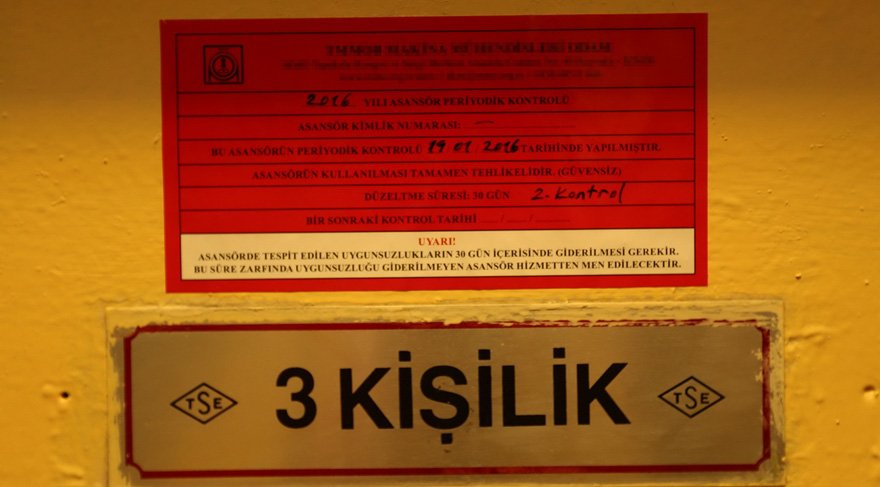 TMMOB MAKİNA MÜHENDİSLERİ ODASI
2016 YILI ASANSÖR PERİYODİK KONTROLÜ
ASANSÖR KİMLİK NUMARASI: —
BU ASANSÖRÜN PERİYODİK KONTROLÜ 19 01 / 2016 TARİHİNDE YAPILMIŞTIR.
ASANSÖRÜN KULLANILMASI TAMAMEN TEHLİKELİDİR. (GÜVENSİZ)
DÜZELTME SÜRESİ: 30 GÜN 2. Kontrol
BİR SONRAKİ KONTROL TARİHİ ..../..../........
UYARI!
ASANSÖRDE TESPİT EDİLEN UYGUNSUZLUKLARIN 30 GÜN İÇERİSİNDE GİDERİLMESİ GEREKİR.
BU SÜRE ZARFINDA UYGUNSUZLUĞU GİDERİLMEYEN ASANSÖR HİZMETTEN MEN EDİLECEKTİR.
TSE 3 KİŞİLİK TSE